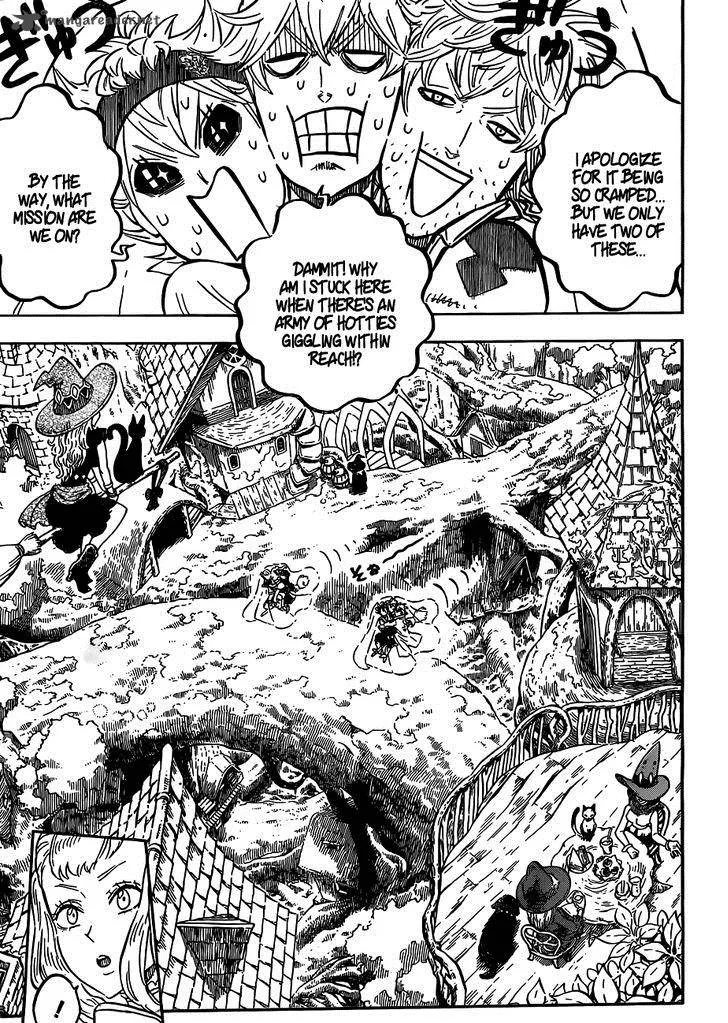 mangareader.net
ぎゅっ
ぎゅっ
I APOLOGIZE
FOR IT BEING
SO CRAMPED...
BUT WE ONLY
HAVE TWO OF
THESE...
DAMMIT! WHY
AM I STUCK HERE
WHEN THERE'S AN
ARMY OF HOTTIES
GIGGLING WITHIN
REACH!?
BY THE
WAY, WHAT
MISSION ARE
WE ON?
!